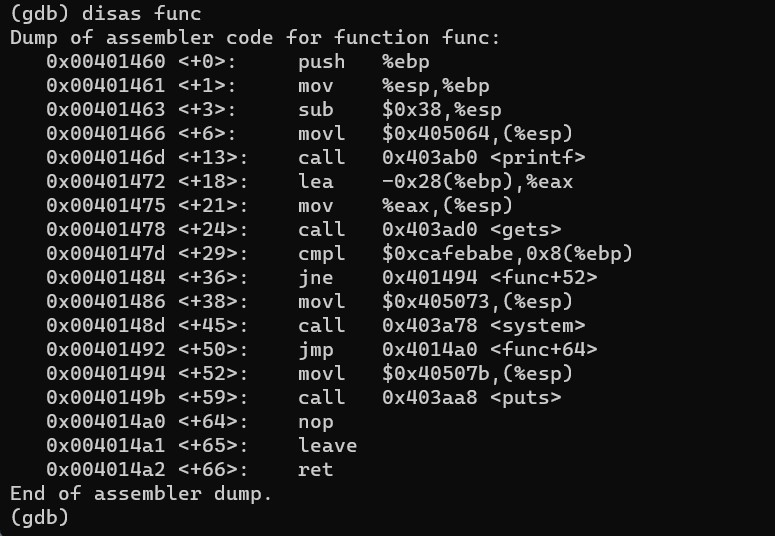 (gdb) disas func
Dump of assembler code for function func:
   0x00401460 <+0>:     push   %ebp
   0x00401461 <+1>:     mov    %esp,%ebp
   0x00401463 <+3>:     sub    $0x38,%esp
   0x00401466 <+6>:     movl   $0x405064,(%esp)
   0x0040146d <+13>:    call   0x403ab0 <printf>
   0x00401472 <+18>:    lea    -0x28(%ebp),%eax
   0x00401475 <+21>:    mov    %eax,(%esp)
   0x00401478 <+24>:    call   0x403ad0 <gets>
   0x0040147d <+29>:    cmpl   $0xcafebabe,0x8(%ebp)
   0x00401484 <+36>:    jne    0x401494 <func+52>
   0x00401486 <+38>:    movl   $0x405073,(%esp)
   0x0040148d <+45>:    call   0x403a78 <system>
   0x00401492 <+50>:    jmp    0x4014a0 <func+64>
   0x00401494 <+52>:    movl   $0x40507b,(%esp)
   0x0040149b <+59>:    call   0x403aa8 <puts>
   0x004014a0 <+64>:    nop
   0x004014a1 <+65>:    leave
   0x004014a2 <+66>:    ret
End of assembler dump.
(gdb)